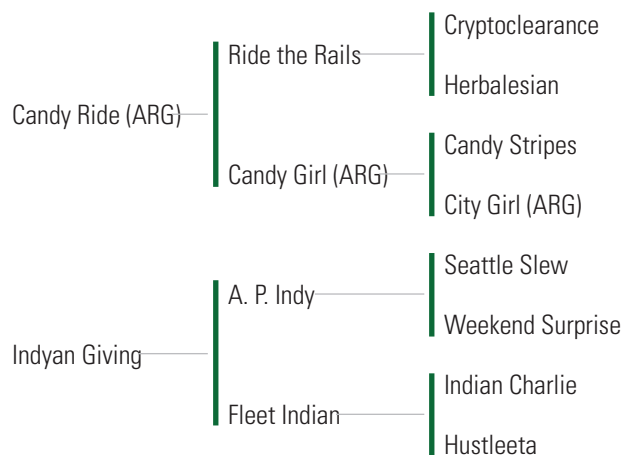 Cryptoclearance
Ride the Rails
Herbalesian
Candy Ride (ARG)
Candy Stripes
Candy Girl (ARG)
City Girl (ARG)
Seattle Slew
A. P. Indy
Weekend Surprise
Indyan Giving
Indian Charlie
Fleet Indian
Hustleeta